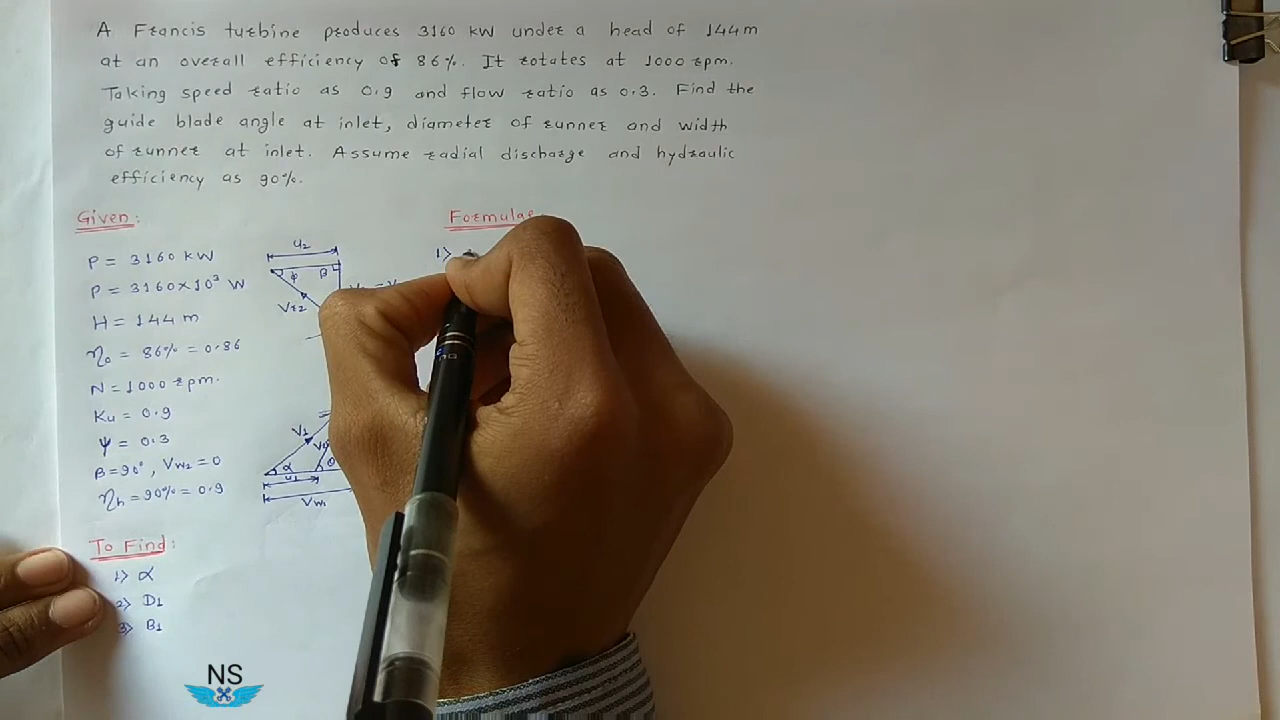 A Francis turbine produces 3160 kW under a head of 144m
at an overall efficiency of 86%. It rotates at 1000 rpm.
Taking speed ratio as 0.9 and flow ratio as 0.3. Find the
guide blade angle at inlet, diameter of runner and width
of runner at inlet. Assume radial discharge and hydraulic
efficiency as 90%.
Given:
P = 3160 kW
P = 3160×10³ W
H = 144 m
ηo = 86% = 0.86
N = 1000 rpm.
Ku = 0.9
ψ = 0.3
β=90°, Vw2 = 0
ηh = 90% = 0.9
To Find:
1> α
2> D1
3> B1
u2
φ β
Vr2
V1
α θ
u1
Vw1
Formulae
1>
NS